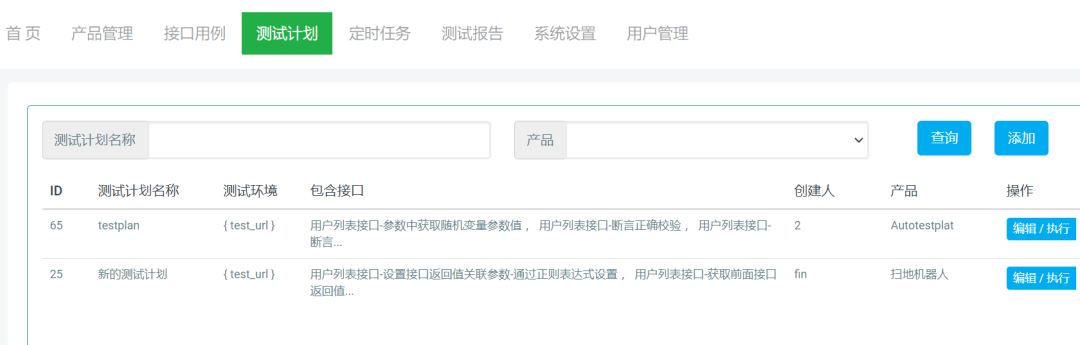 首 页 产品管理 接口用例 测试计划 定时任务 测试报告 系统设置 用户管理
测试计划名称 产品 查询 添加
ID 测试计划名称 测试环境 包含接口 创建人 产品 操作
65 testplan { test_url } 用户列表接口-参数中获取随机变量参数值 ， 用户列表接口-断言正确校验 ， 用户列表接口- 2 Autotestplat 编辑 / 执行
断言...
25 新的测试计划 { test_url } 用户列表接口-设置接口返回值关联参数-通过正则表达式设置 ， 用户列表接口-获取前面接口 fin 扫地机器人 编辑 / 执行
返回值...